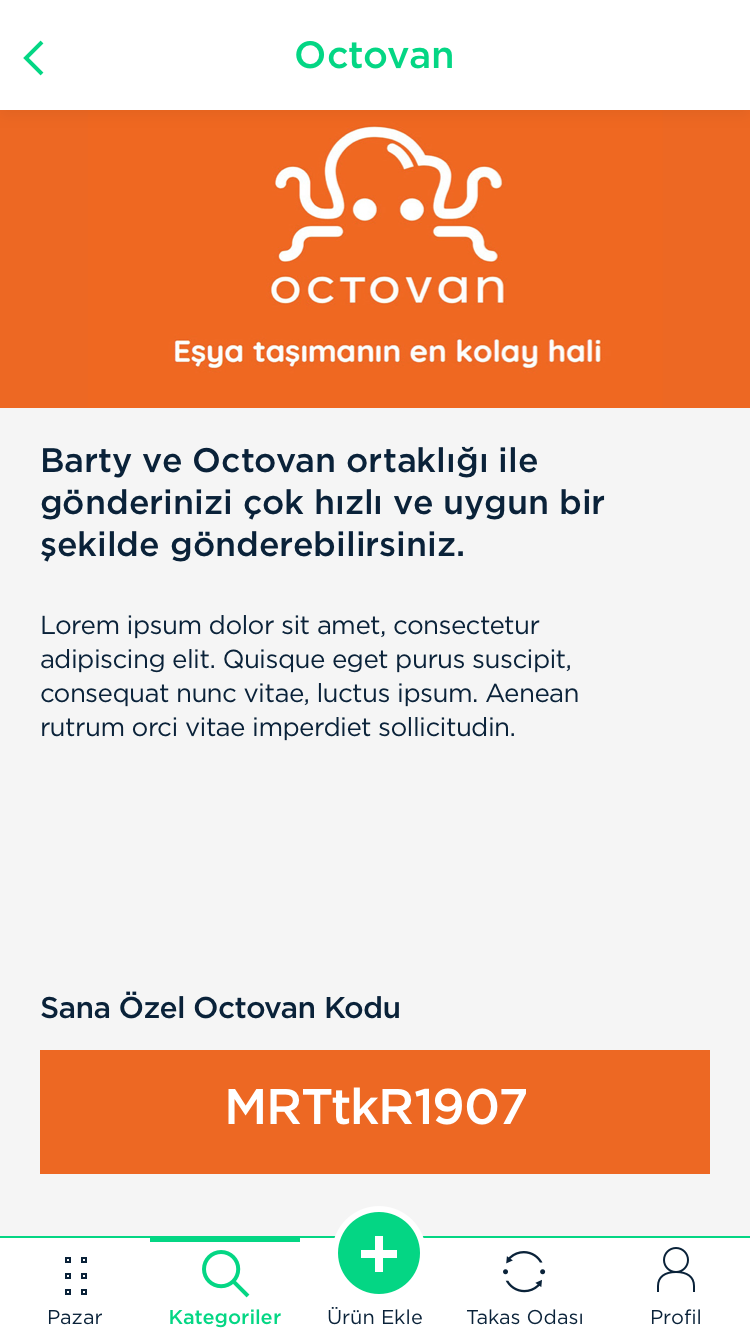 Octovan
octovan
Eşya taşımanın en kolay hali
Barty ve Octovan ortaklığı ile
gönderinizi çok hızlı ve uygun bir
şekilde gönderebilirsiniz.
Lorem ipsum dolor sit amet, consectetur
adipiscing elit. Quisque eget purus suscipit,
consequat nunc vitae, luctus ipsum. Aenean
rutrum orci vitae imperdiet sollicitudin.
Sana Özel Octovan Kodu
MRTtkR1907
Pazar
Kategoriler
Ürün Ekle
Takas Odası
Profil